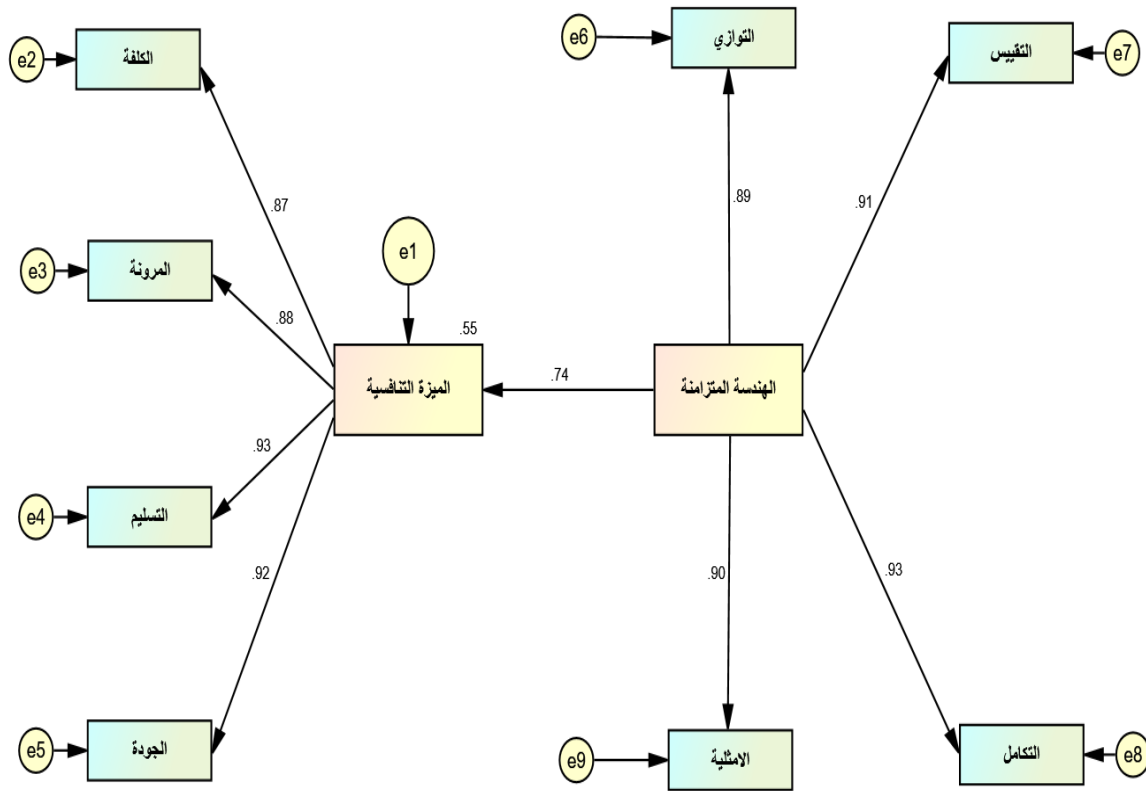 e2
الكلفة
e6
التوازي
التقييس
e7
.87
.89
.91
e3
المرونة
e1
.88
.55
الميزة التنافسية
.74
الهندسة المتزامنة
.93
e4
التسليم
.92
.90
.93
e5
الجودة
e9
الامثلية
التكامل
e8